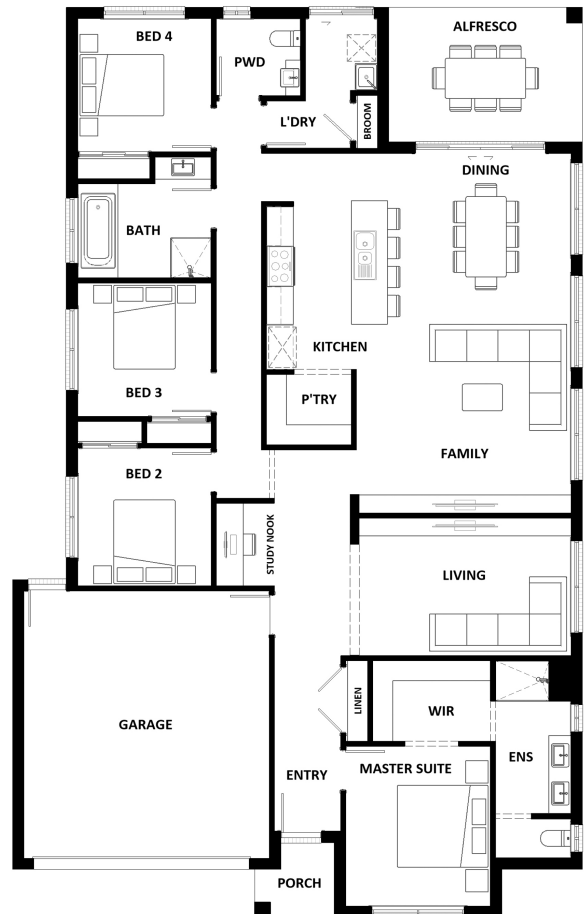 ALFRESCO
BED 4
PWD
L'DRY
BROOM
DINING
BATH
KITCHEN
BED 3
P'TRY
FAMILY
BED 2
STUDY NOOK
LIVING
LINEN
WIR
GARAGE
ENS
MASTER SUITE
ENTRY
PORCH